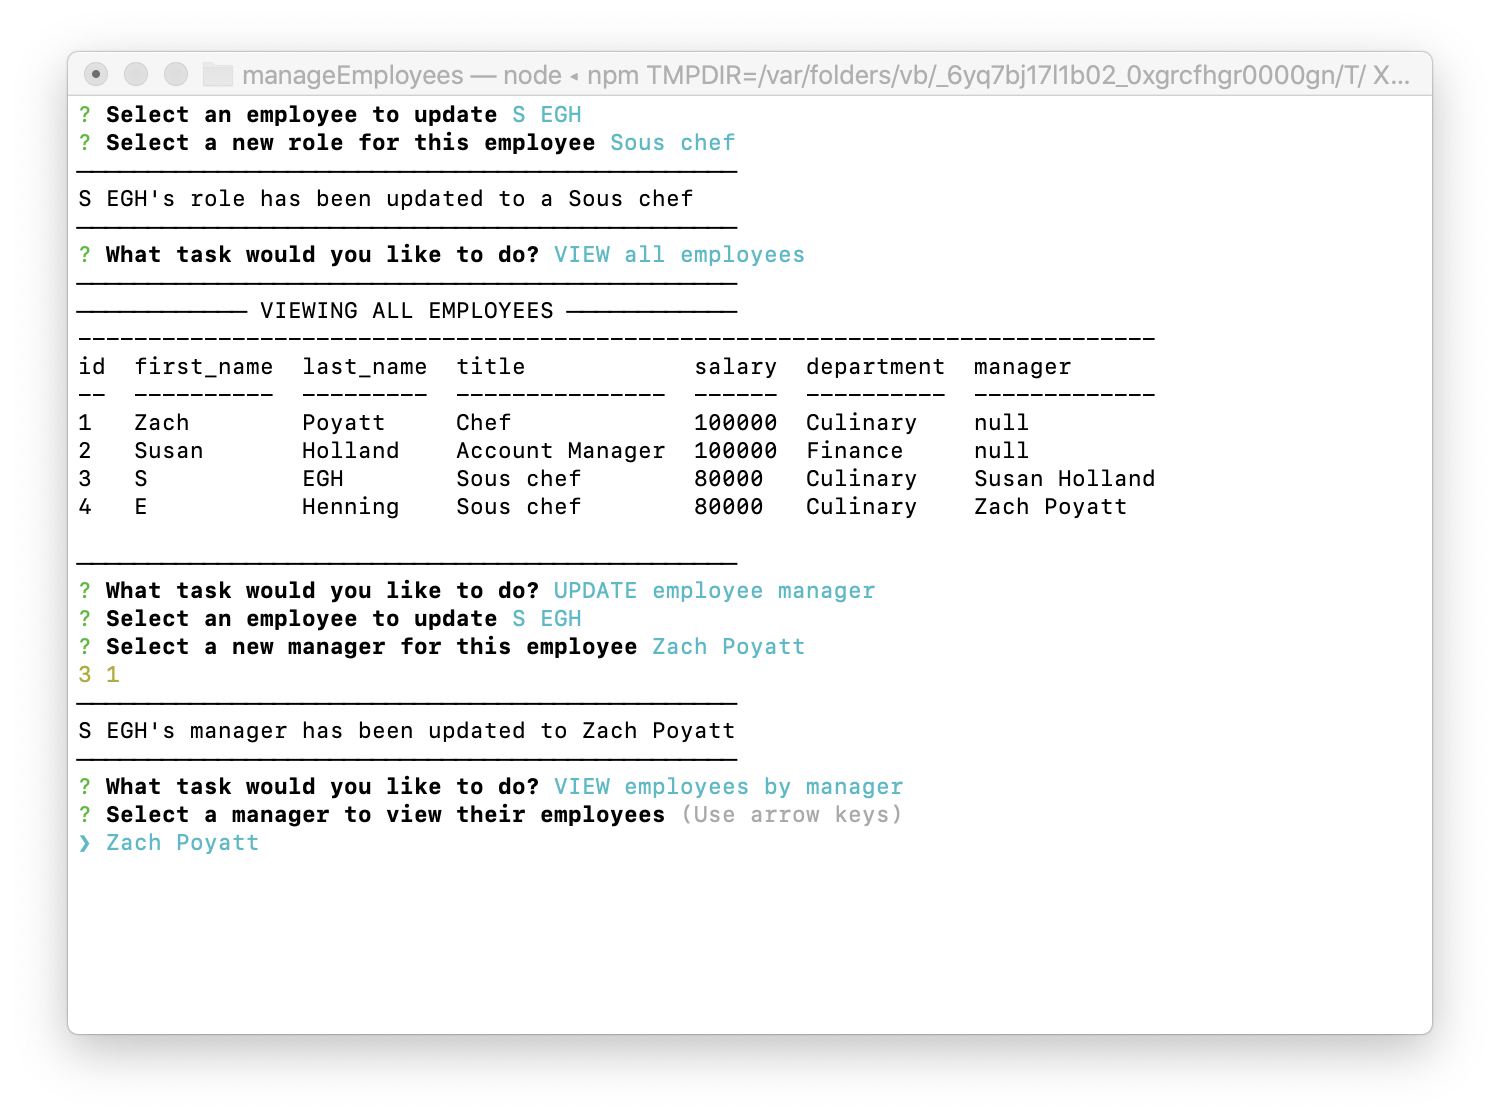 manageEmployees — node ◂ npm TMPDIR=/var/folders/vb/_6yq7bj17l1b02_0xgrcfhgr0000gn/T/ X...
? Select an employee to update S EGH
? Select a new role for this employee Sous chef
S EGH's role has been updated to a Sous chef
? What task would you like to do? VIEW all employees
———————————— VIEWING ALL EMPLOYEES ————————————
id  first_name  last_name  title            salary  department  manager
--  ----------  ---------  ---------------  ------  ----------  -------------
1   Zach        Poyatt     Chef             100000  Culinary    null
2   Susan       Holland    Account Manager  100000  Finance     null
3   S           EGH        Sous chef        80000   Culinary    Susan Holland
4   E           Henning    Sous chef        80000   Culinary    Zach Poyatt
? What task would you like to do? UPDATE employee manager
? Select an employee to update S EGH
? Select a new manager for this employee Zach Poyatt
3 1
S EGH's manager has been updated to Zach Poyatt
? What task would you like to do? VIEW employees by manager
? Select a manager to view their employees (Use arrow keys)
❯ Zach Poyatt